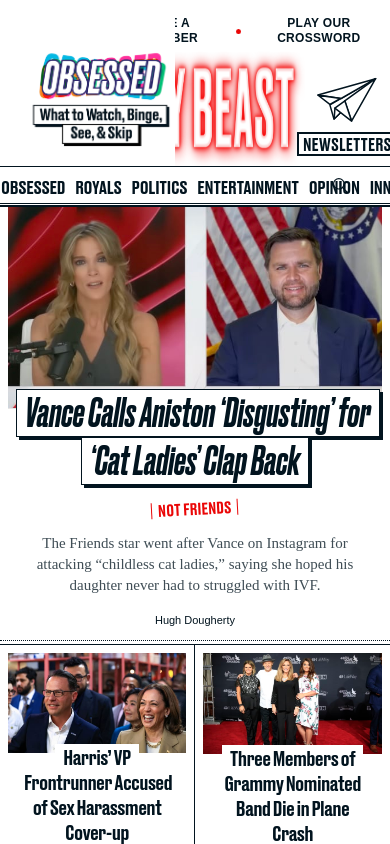 E A
BER
PLAY OUR
CROSSWORD
OBSESSED
What to Watch, Binge,
See, & Skip
Y BEAST
NEWSLETTERS
OBSESSED ROYALS POLITICS ENTERTAINMENT OPINION INN
Vance Calls Aniston ‘Disgusting’ for
‘Cat Ladies’ Clap Back
NOT FRIENDS
The Friends star went after Vance on Instagram for
attacking “childless cat ladies,” saying she hoped his
daughter never had to struggled with IVF.
Hugh Dougherty
Harris’ VP
Frontrunner Accused
of Sex Harassment
Cover-up
Three Members of
Grammy Nominated
Band Die in Plane
Crash